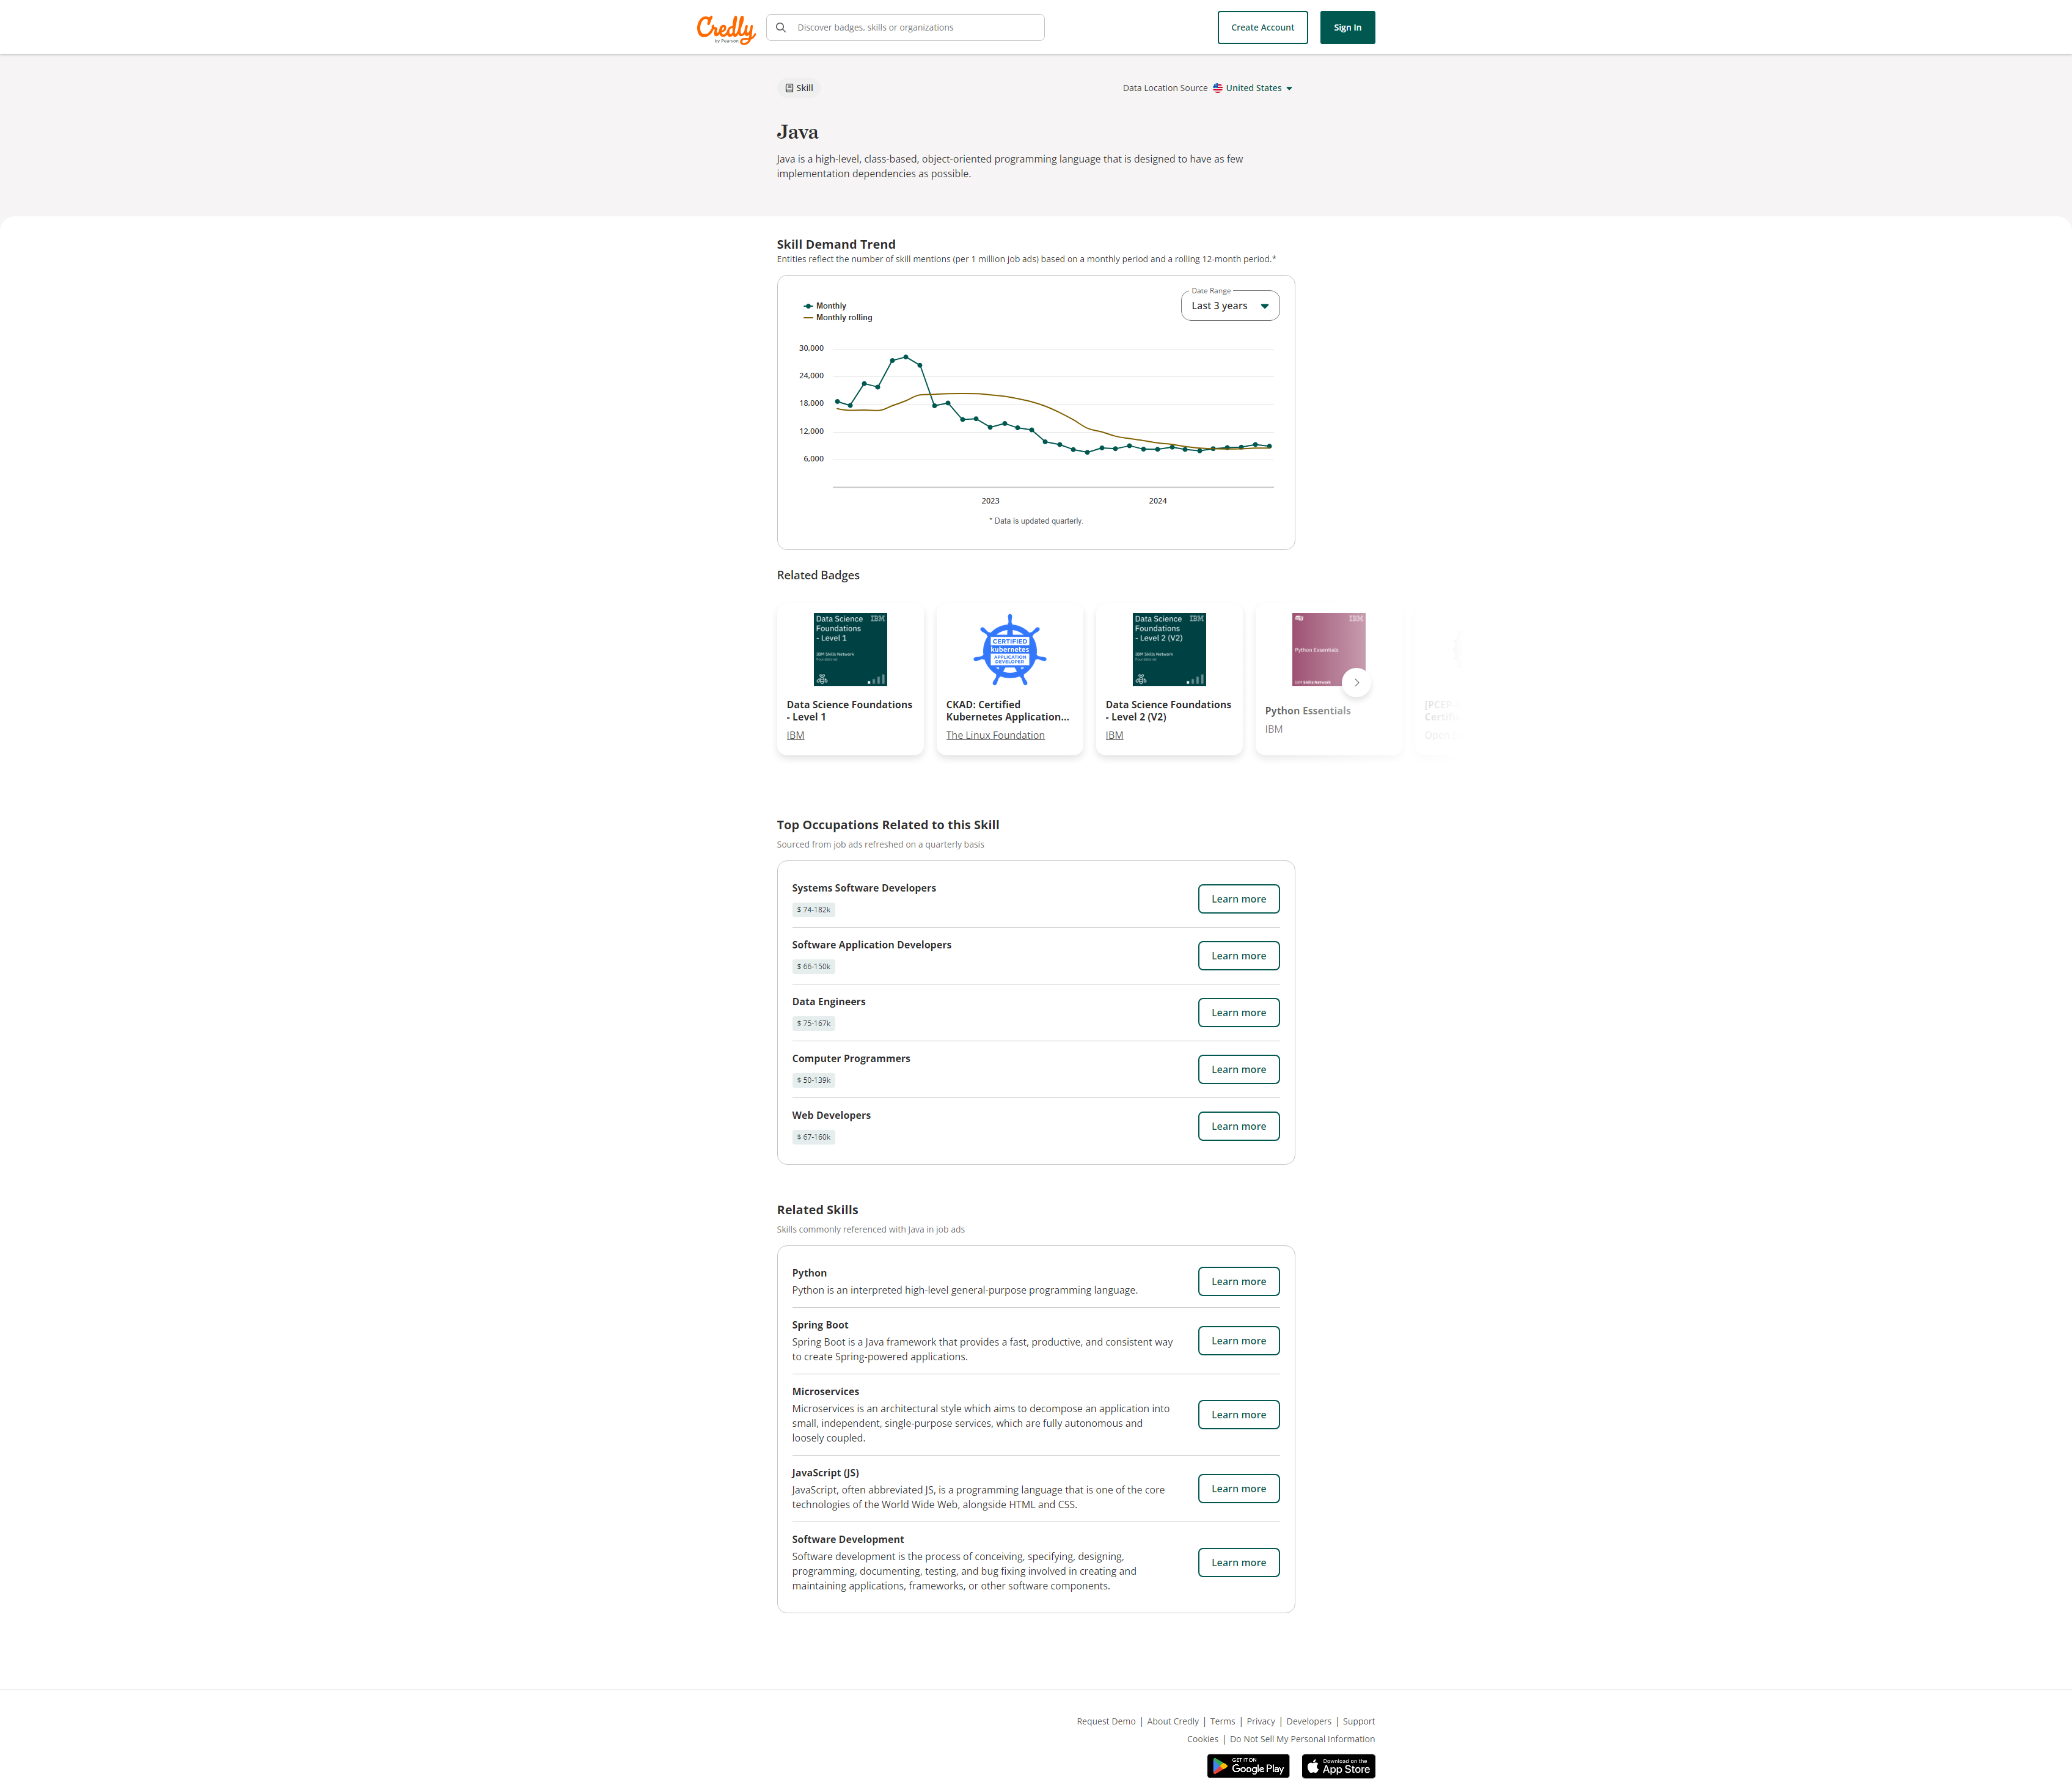 Credly
by Pearson
Discover badges, skills or organizations
Create Account
Sign In
Skill
Data Location Source United States
Java
Java is a high-level, class-based, object-oriented programming language that is designed to have as few
implementation dependencies as possible.
Skill Demand Trend
Entities reflect the number of skill mentions (per 1 million job ads) based on a monthly period and a rolling 12-month period.*
Date Range
Last 3 years
Monthly
Monthly rolling
30,000
24,000
18,000
12,000
6,000
2023
2024
* Data is updated quarterly.
Related Badges
Data Science IBM
Foundations
- Level 1
IBM Skills Network
Foundational
Data Science Foundations
- Level 1
IBM
CERTIFIED
kubernetes
APPLICATION
DEVELOPER
CKAD: Certified
Kubernetes Application...
The Linux Foundation
Data Science IBM
Foundations
- Level 2 (V2)
IBM Skills Network
Foundational
Data Science Foundations
- Level 2 (V2)
IBM
IBM
Python Essentials
IBM Skills Network
Python Essentials
IBM
[PCEP
Certifi
Open
Top Occupations Related to this Skill
Sourced from job ads refreshed on a quarterly basis
Systems Software Developers
$ 74-182k
Learn more
Software Application Developers
$ 66-150k
Learn more
Data Engineers
$ 75-167k
Learn more
Computer Programmers
$ 50-139k
Learn more
Web Developers
$ 67-160k
Learn more
Related Skills
Skills commonly referenced with Java in job ads
Python
Python is an interpreted high-level general-purpose programming language.
Learn more
Spring Boot
Spring Boot is a Java framework that provides a fast, productive, and consistent way
to create Spring-powered applications.
Learn more
Microservices
Microservices is an architectural style which aims to decompose an application into
small, independent, single-purpose services, which are fully autonomous and
loosely coupled.
Learn more
JavaScript (JS)
JavaScript, often abbreviated JS, is a programming language that is one of the core
technologies of the World Wide Web, alongside HTML and CSS.
Learn more
Software Development
Software development is the process of conceiving, specifying, designing,
programming, documenting, testing, and bug fixing involved in creating and
maintaining applications, frameworks, or other software components.
Learn more
Request Demo | About Credly | Terms | Privacy | Developers | Support
Cookies | Do Not Sell My Personal Information
GET IT ON
Google Play
Download on the
App Store